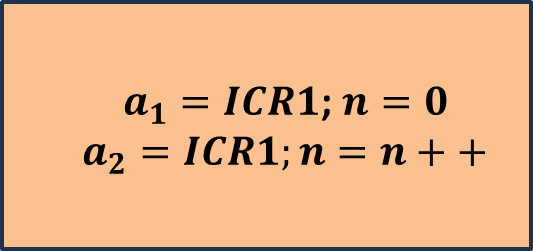 a₁ = ICR1; n = 0
a₂ = ICR1; n = n + +